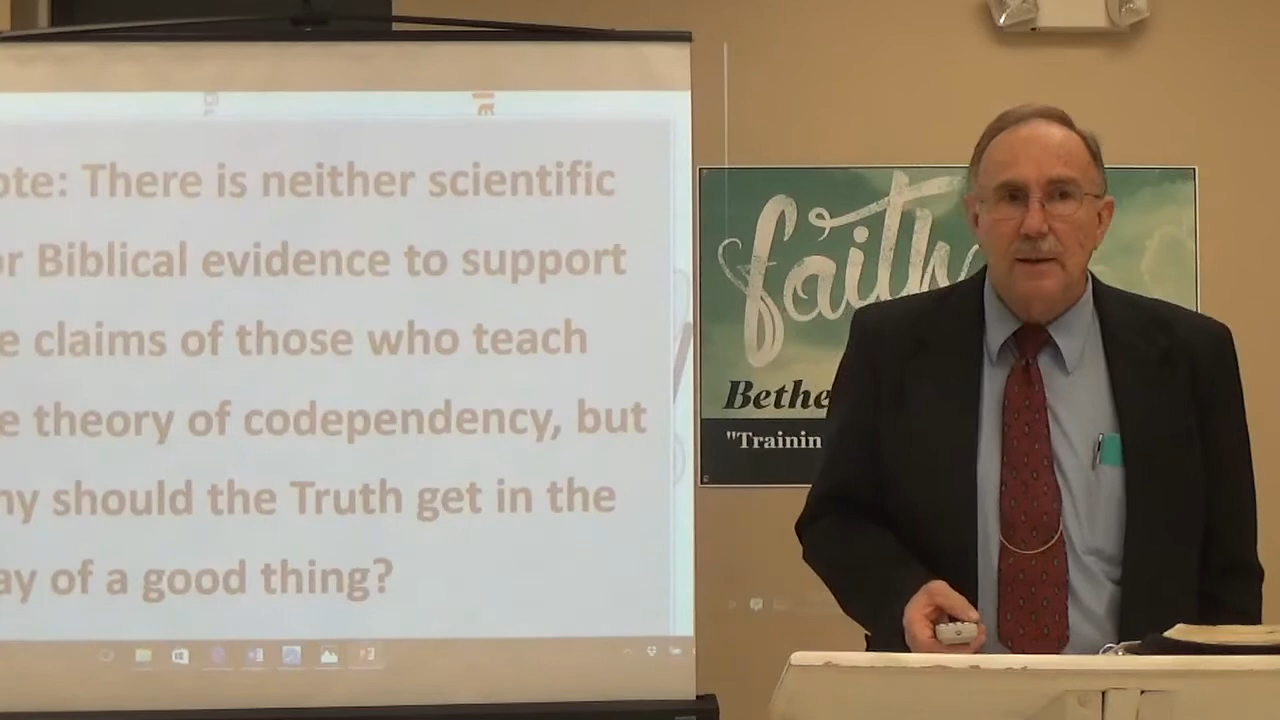 ote: There is neither scientific
or Biblical evidence to support
e claims of those who teach
e theory of codependency, but
hy should the Truth get in the
ay of a good thing?
faith
Bethe
"Trainin